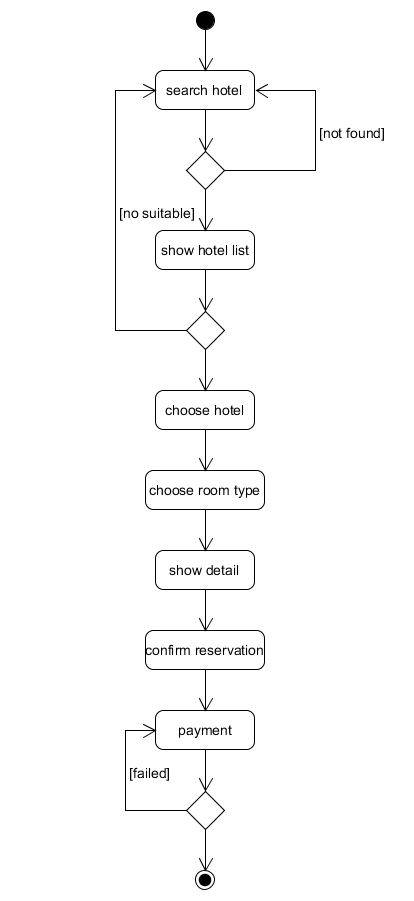 search hotel
[not found]
[no suitable]
show hotel list
choose hotel
choose room type
show detail
confirm reservation
payment
[failed]